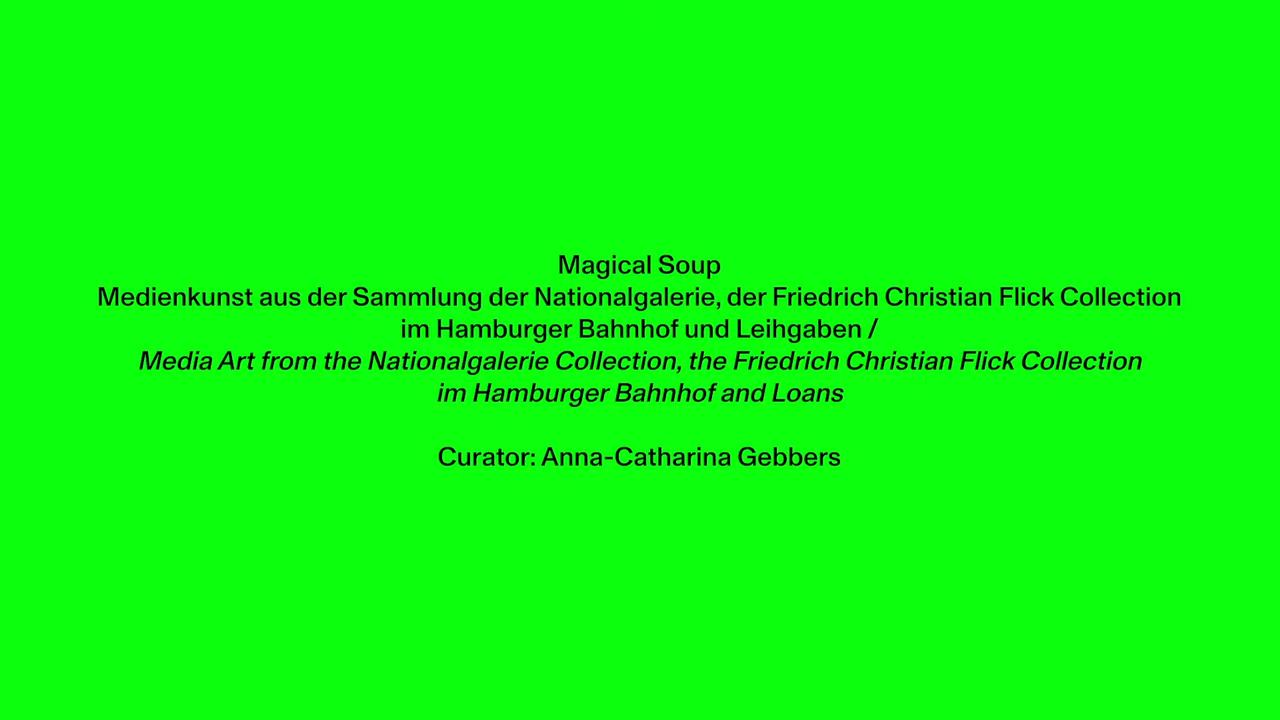 Magical Soup
Medienkunst aus der Sammlung der Nationalgalerie, der Friedrich Christian Flick Collection
im Hamburger Bahnhof und Leihgaben /
Media Art from the Nationalgalerie Collection, the Friedrich Christian Flick Collection
im Hamburger Bahnhof and Loans
Curator: Anna-Catharina Gebbers